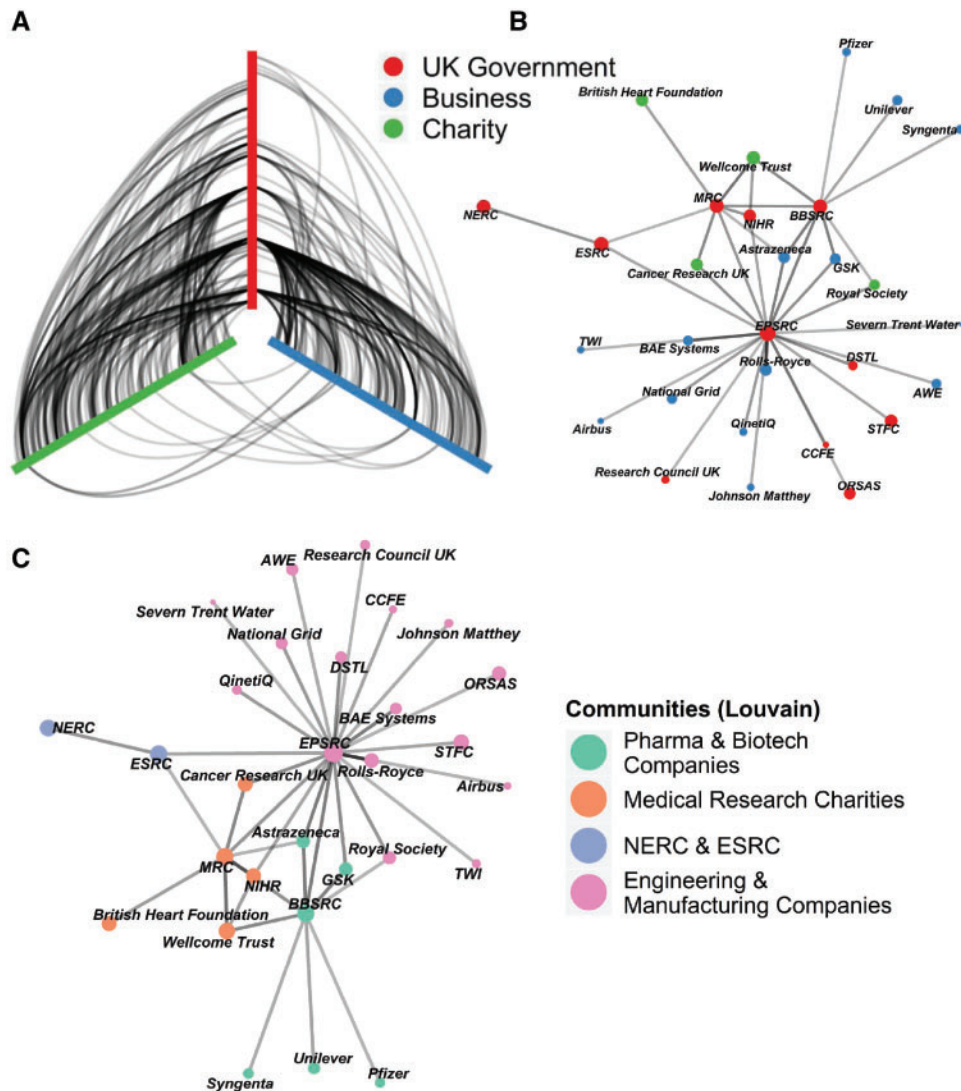 A
UK Government
Business
Charity
B
Pfizer
British Heart Foundation
Unilever
Syngenta
Wellcome Trust
MRC
NERC
NIHR
BBSRC
ESRC
Astrazeneca
Cancer Research UK
GSK
Royal Society
EPSRC
Severn Trent Water
TWI
BAE Systems
Rolls-Royce
DSTL
National Grid
AWE
Airbus
QinetiQ
STFC
CCFE
Research Council UK
Johnson Matthey
ORSAS
C
Research Council UK
AWE
Severn Trent Water
CCFE
National Grid
Johnson Matthey
DSTL
QinetiQ
ORSAS
BAE Systems
NERC
EPSRC
STFC
ESRC
Rolls-Royce
Cancer Research UK
Airbus
Astrazeneca
Royal Society
MRC
GSK
TWI
NIHR
BBSRC
British Heart Foundation
Wellcome Trust
Unilever
Syngenta
Pfizer
Communities (Louvain)
Pharma & Biotech
Companies
Medical Research Charities
NERC & ESRC
Engineering &
Manufacturing Companies